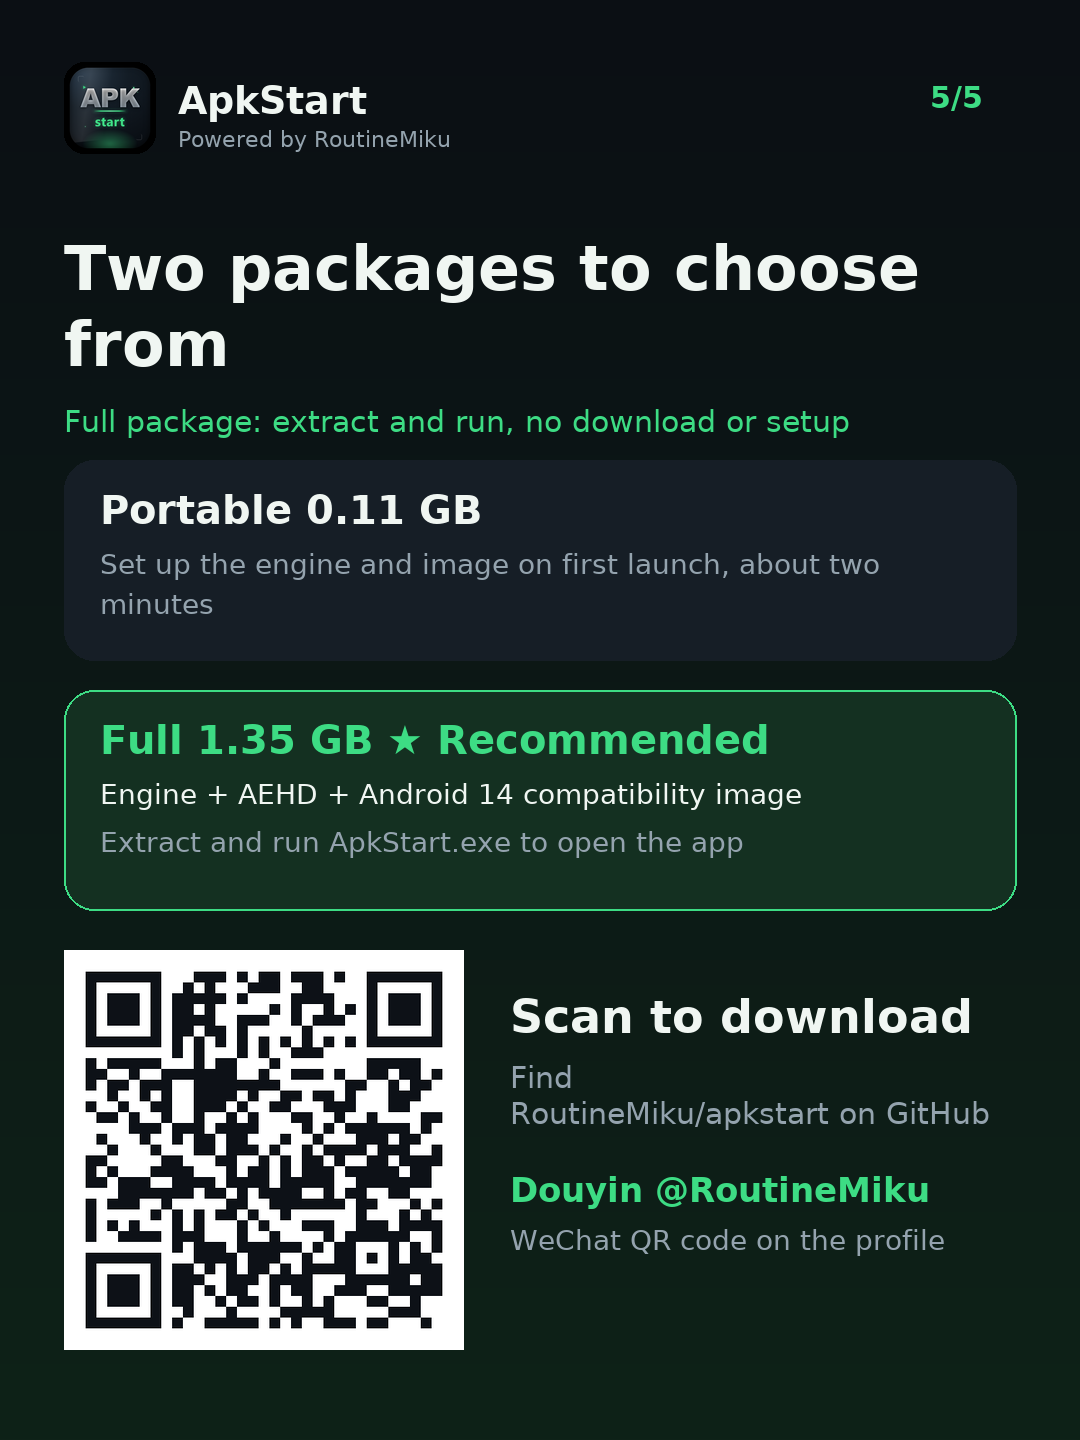 APK
start
ApkStart
Powered by RoutineMiku
5/5
Two packages to choose
from
Full package: extract and run, no download or setup
Portable 0.11 GB
Set up the engine and image on first launch, about two
minutes
Full 1.35 GB ★ Recommended
Engine + AEHD + Android 14 compatibility image
Extract and run ApkStart.exe to open the app
Scan to download
Find
RoutineMiku/apkstart on GitHub
Douyin @RoutineMiku
WeChat QR code on the profile